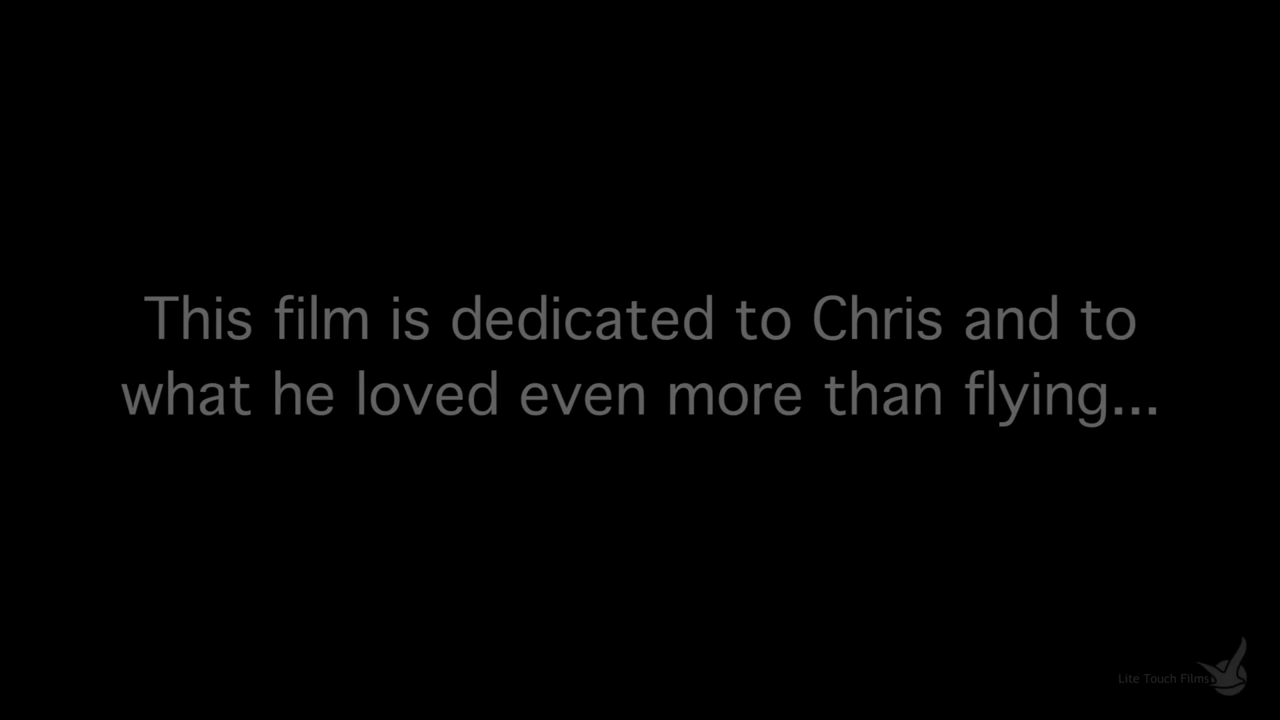 This film is dedicated to Chris and to
what he loved even more than flying...
Lite Touch Films